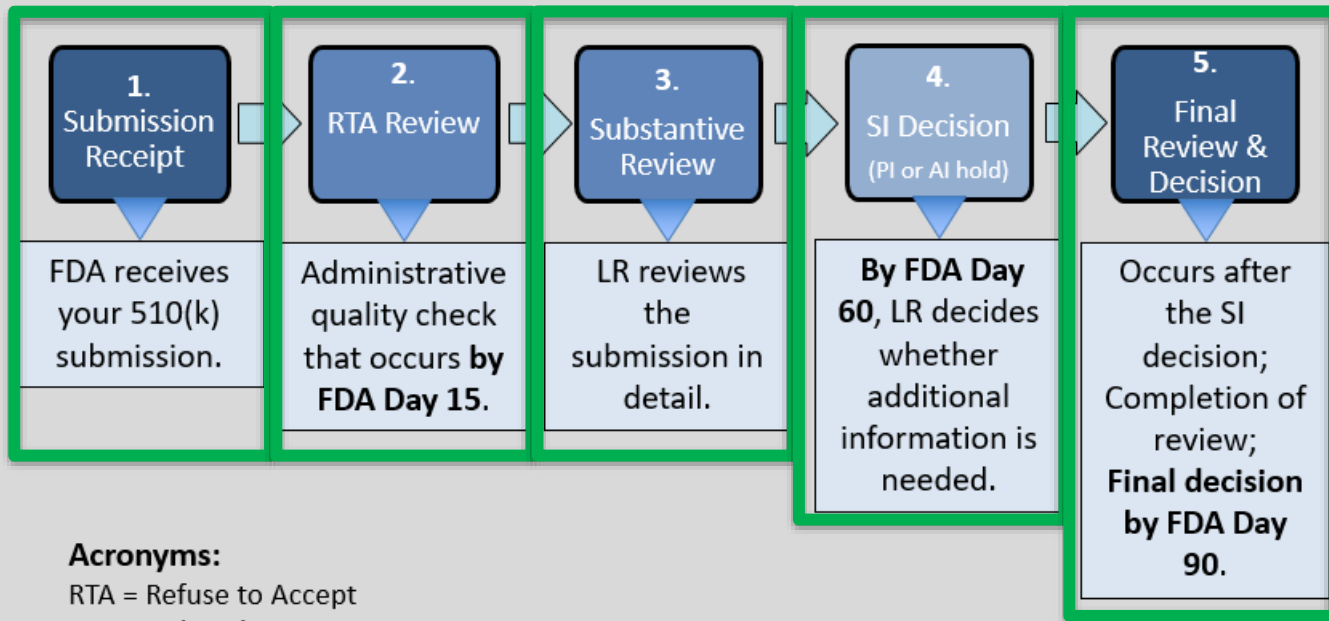 1.
Submission
Receipt
FDA receives
your 510(k)
submission.
2.
RTA Review
Administrative
quality check
that occurs by
FDA Day 15.
3.
Substantive
Review
LR reviews
the
submission in
detail.
4.
SI Decision
(PI or AI hold)
By FDA Day
60, LR decides
whether
additional
information is
needed.
5.
Final
Review &
Decision
Occurs after
the SI
decision;
Completion of
review;
Final decision
by FDA Day
90.
Acronyms:
RTA = Refuse to Accept